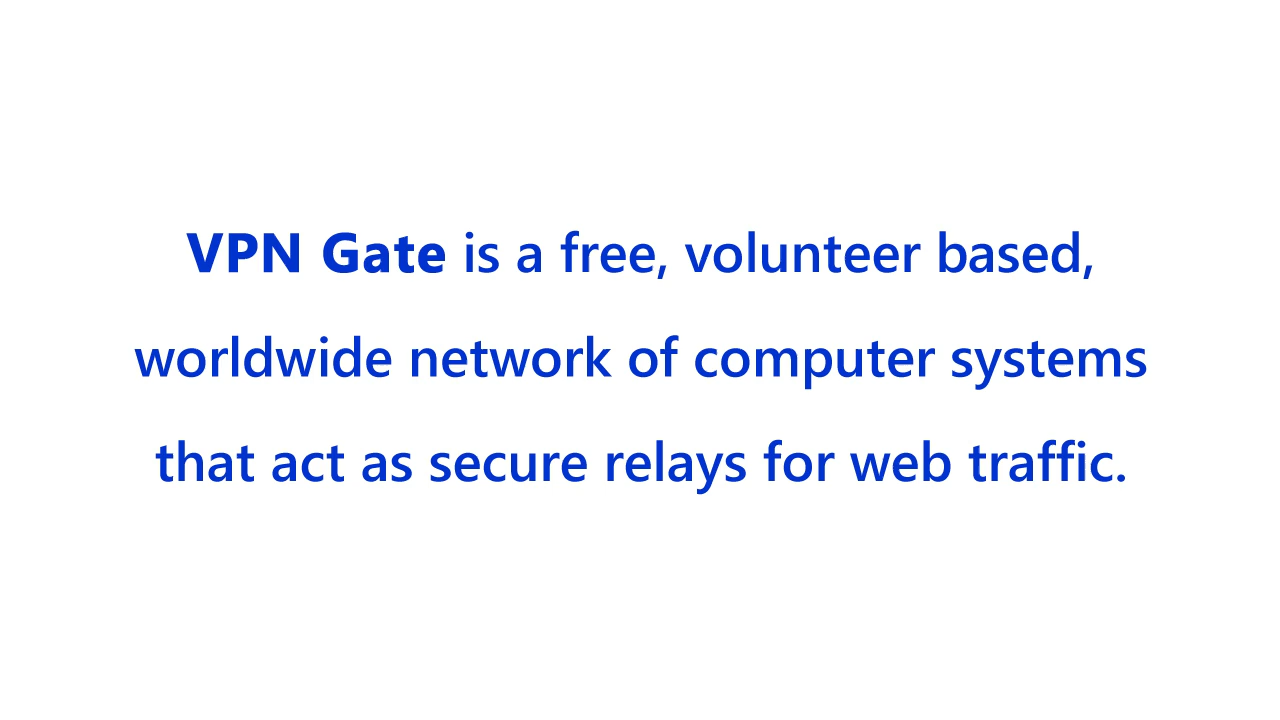 VPN Gate is a free, volunteer based,
worldwide network of computer systems
that act as secure relays for web traffic.